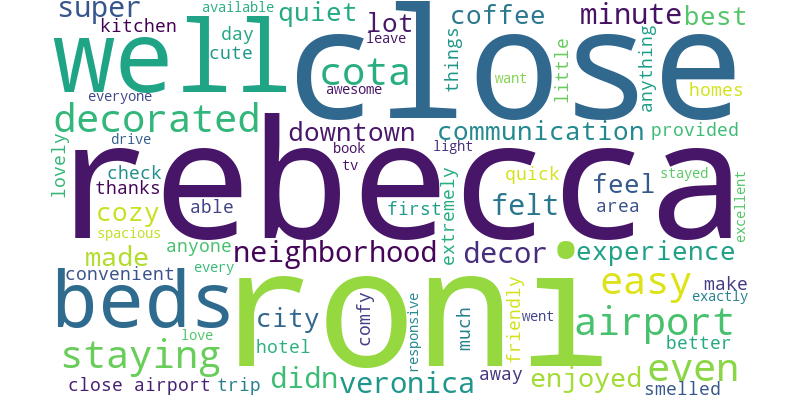 super
available
quiet
lot
coffee
minute
best
kitchen
day
cute
leave
well
close
things
little
anything
cota
want
awesome
homes
everyone
decorated
downtown
communication
provided
drive
book
light
tv
rebecca
lovely
check
thanks
quick
feel
stayed
cozy
able
first
extremely
felt
area
excellent
spacious
anyone
made
neighborhood
decor
experience
convenient
every
beds
roni
easy
make
exactly
city
comfy
responsive
much
friendly
went
airport
love
hotel
better
staying
even
close airport
trip
didn
veronica
away
enjoyed
smelled